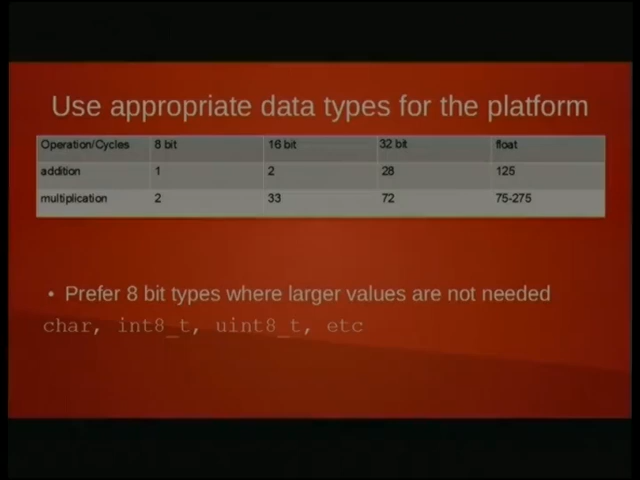 Use appropriate data types for the platform
Operation/Cycles 8 bit 16 bit 32 bit float
addition 1 2 28 125
multiplication 2 33 72 75-275
• Prefer 8 bit types where larger values are not needed
char, int8_t, uint8_t, etc